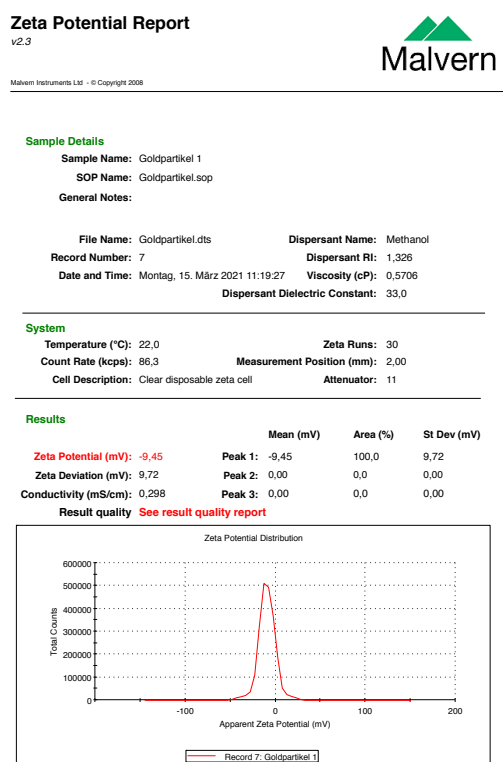 Zeta Potential Report
v2.3
Malvern
Malvern Instruments Ltd - © Copyright 2008
Sample Details
Sample Name: Goldpartikel 1
SOP Name: Goldpartikel.sop
General Notes:
File Name: Goldpartikel.dts Dispersant Name: Methanol
Record Number: 7 Dispersant RI: 1,326
Date and Time: Montag, 15. März 2021 11:19:27 Viscosity (cP): 0,5706
Dispersant Dielectric Constant: 33,0
System
Temperature (°C): 22,0 Zeta Runs: 30
Count Rate (kcps): 86,3 Measurement Position (mm): 2,00
Cell Description: Clear disposable zeta cell Attenuator: 11
Results
Mean (mV) Area (%) St Dev (mV)
Zeta Potential (mV): -9,45 Peak 1: -9,45 100,0 9,72
Zeta Deviation (mV): 9,72 Peak 2: 0,00 0,0 0,00
Conductivity (mS/cm): 0,298 Peak 3: 0,00 0,0 0,00
Result quality See result quality report
Zeta Potential Distribution
600000
500000
400000
300000
200000
100000
0
Total Counts
-100 0 100 200
Apparent Zeta Potential (mV)
Record 7: Goldpartikel 1